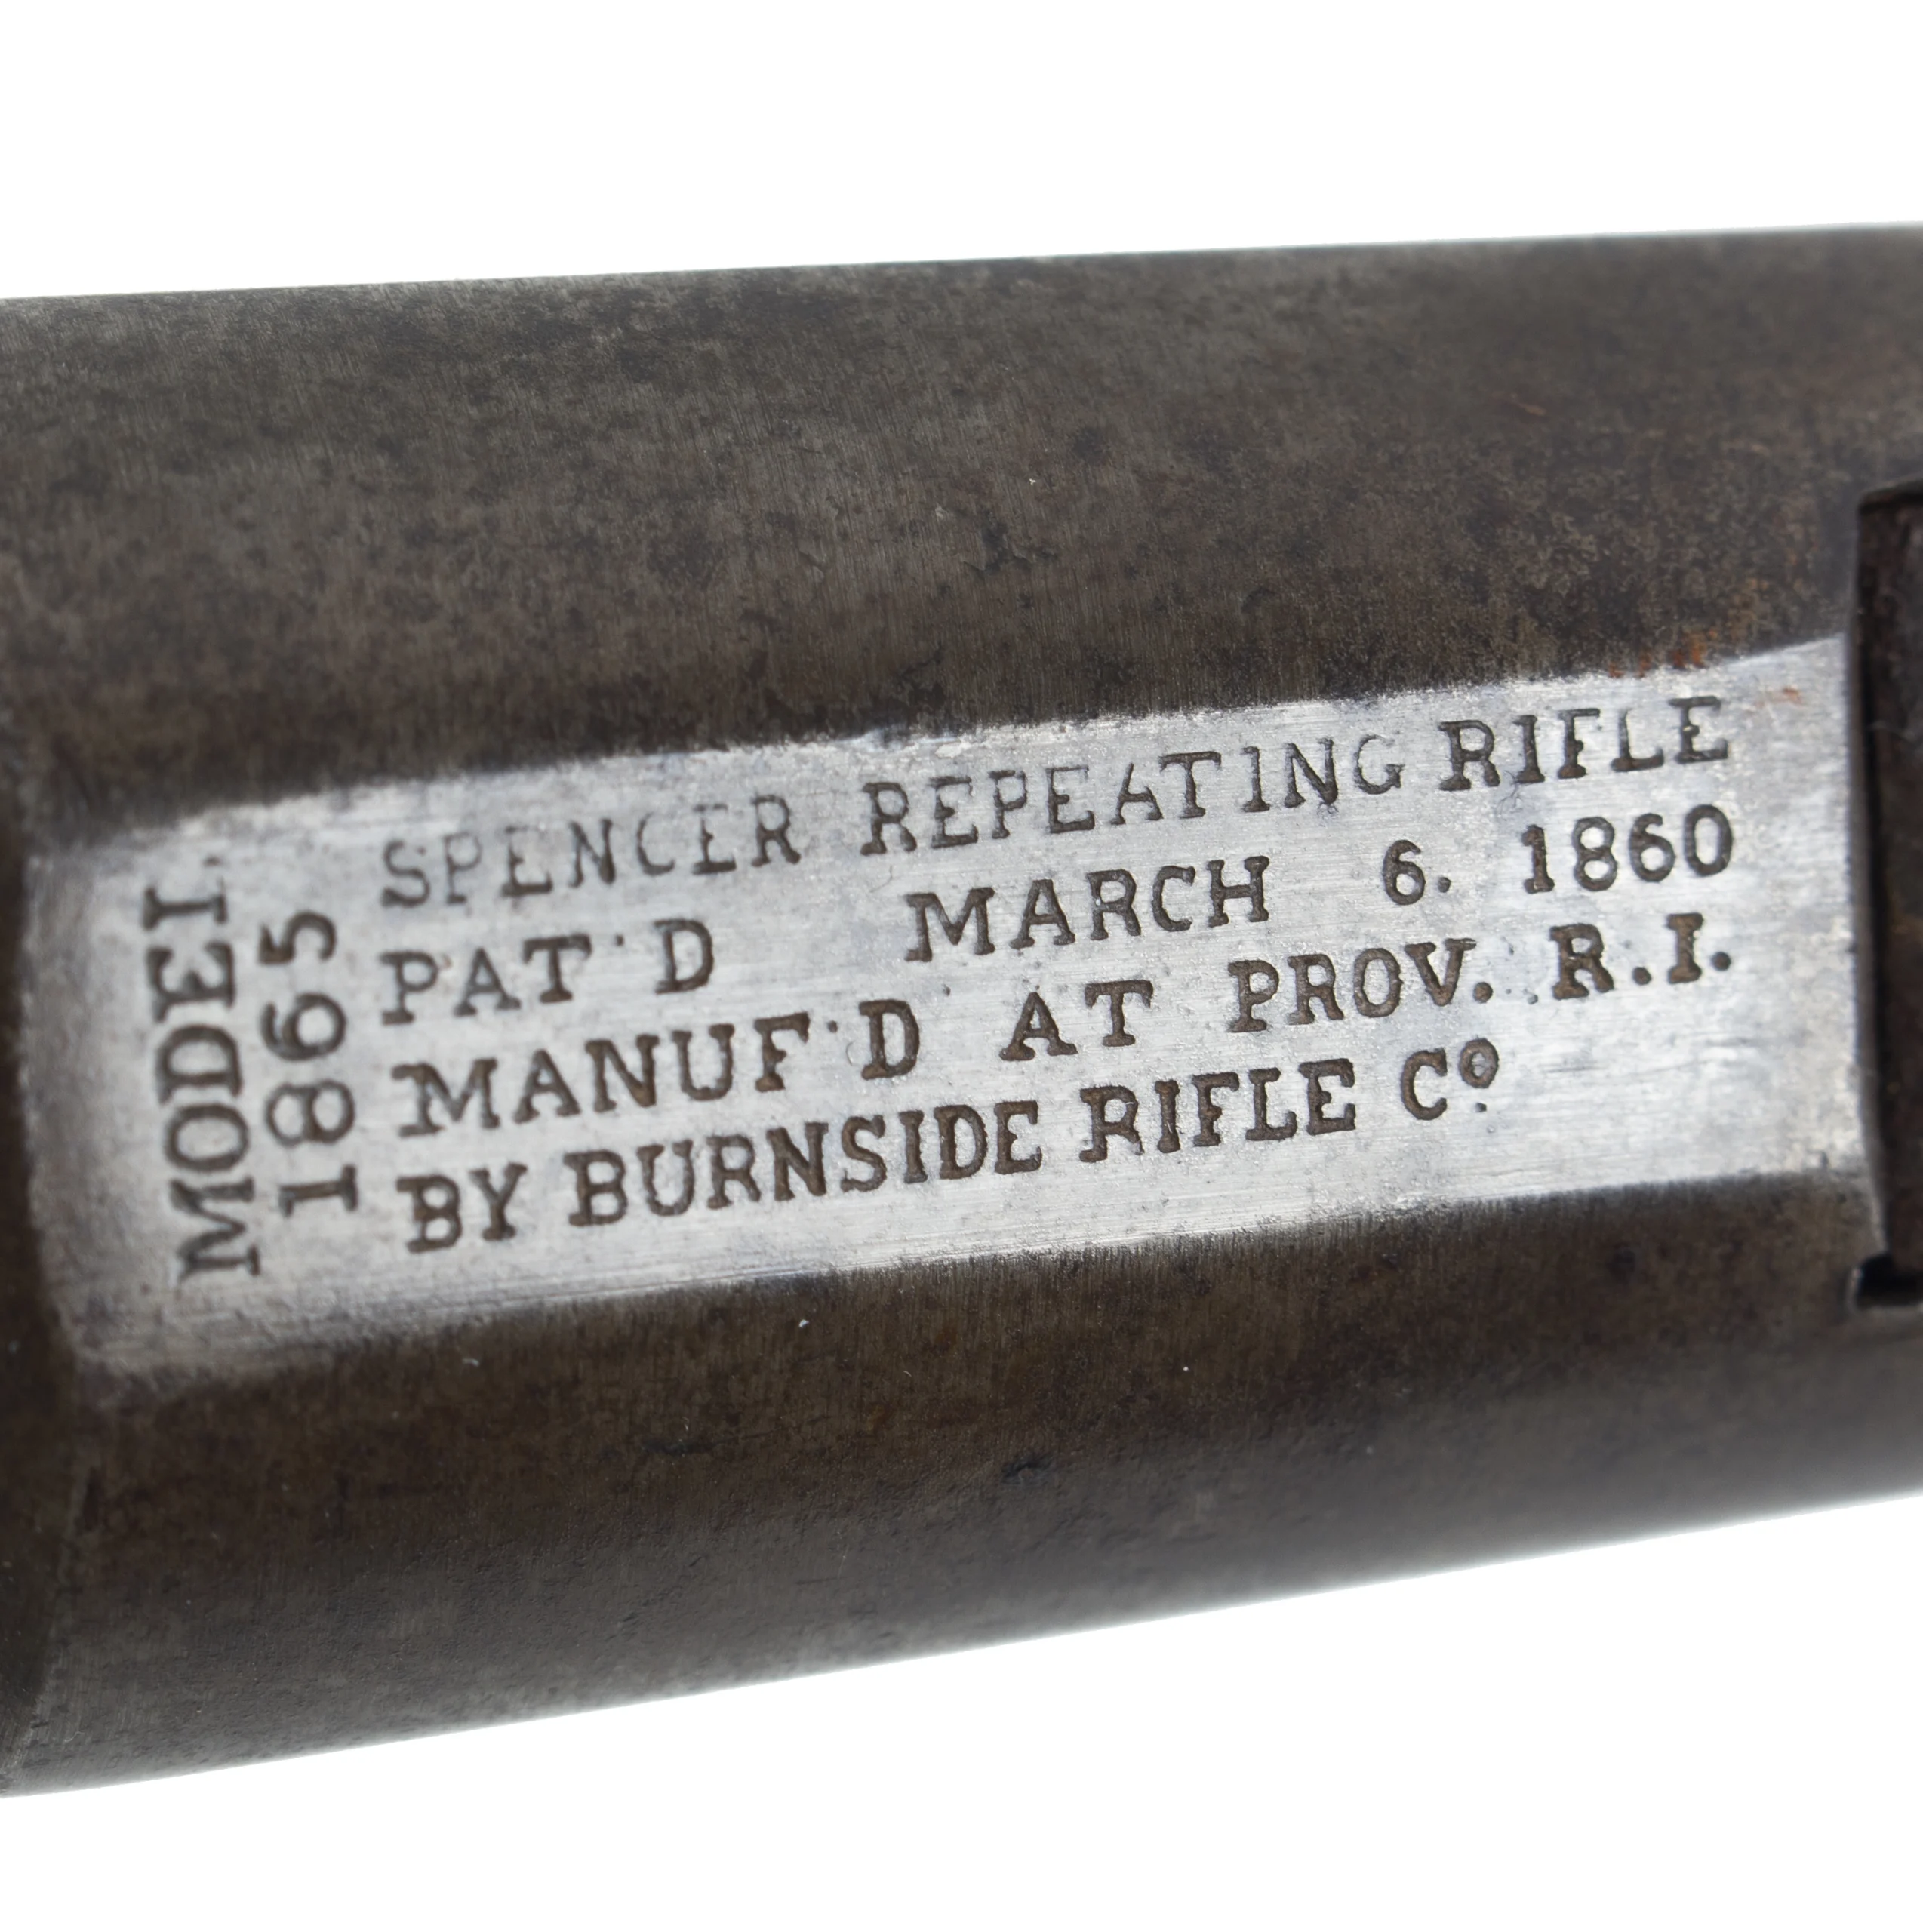 MODEL
1865
SPENCER REPEATING RIFLE
PAT'D MARCH 6. 1860
MANUF'D AT PROV. R.I.
BY BURNSIDE RIFLE Cº